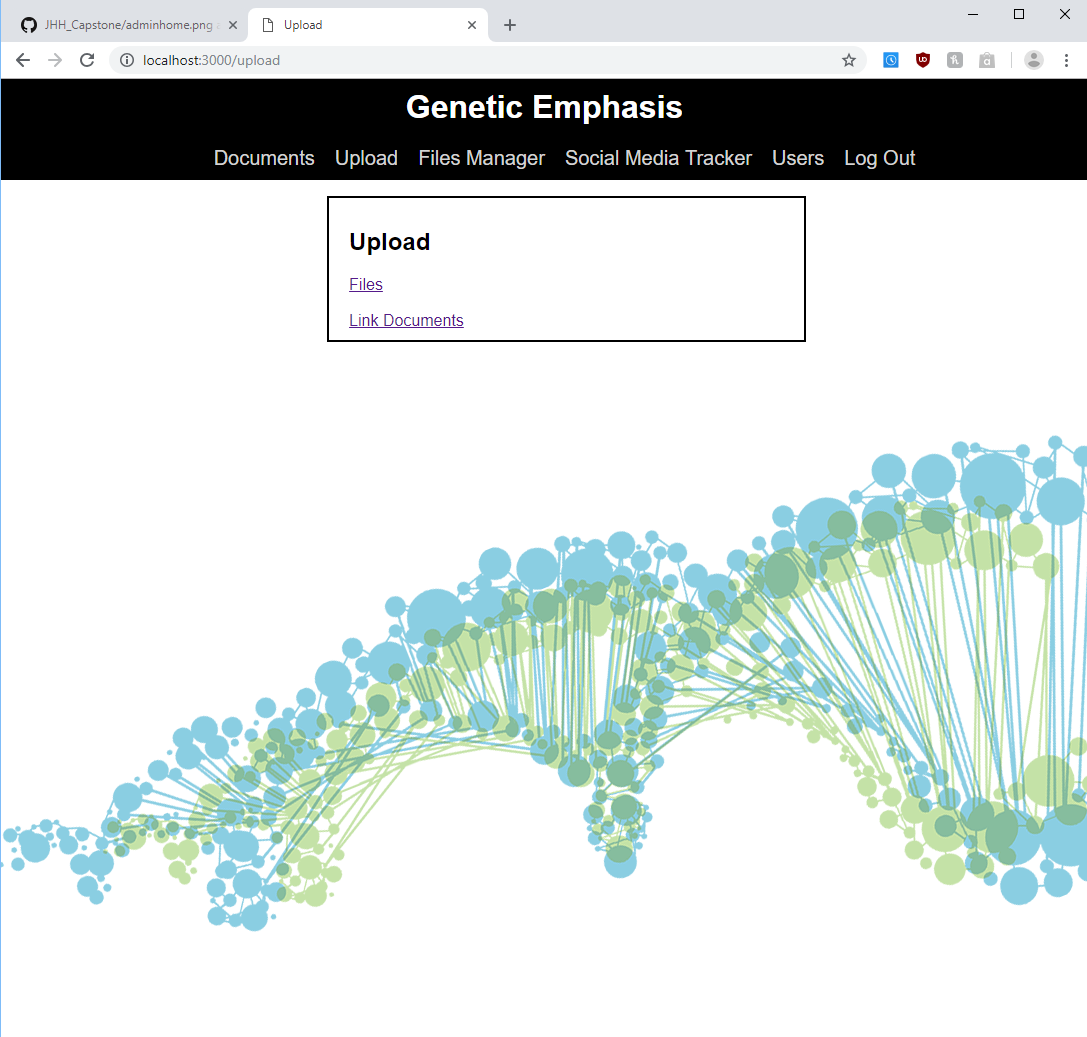 JHH_Capstone/adminhome.png
Upload
localhost:3000/upload
Genetic Emphasis
Documents Upload Files Manager Social Media Tracker Users Log Out
Upload
Files
Link Documents